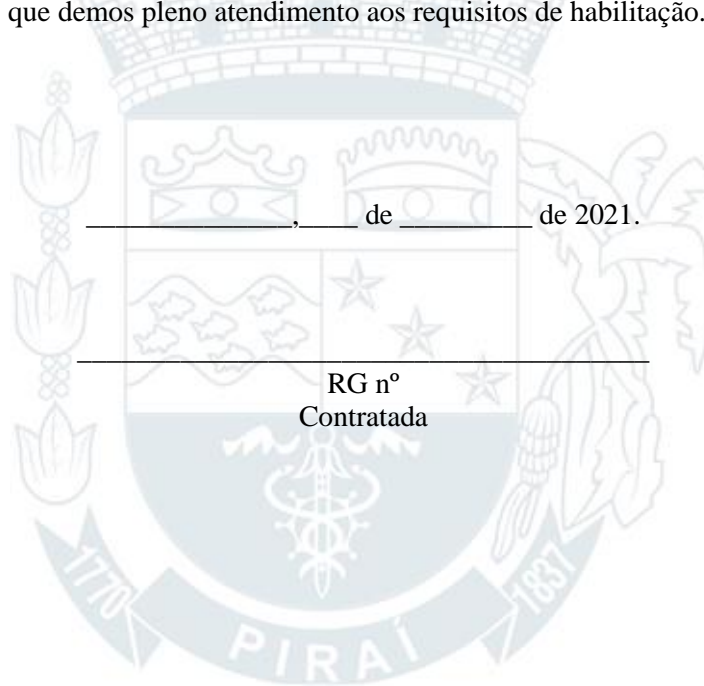 que demos pleno atendimento aos requisitos de habilitação.
______________,____ de _________ de 2021.
_______________________________________
RG nº
Contratada
1770
PIRAÍ
1837